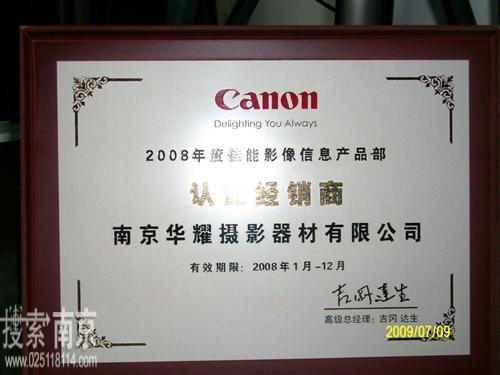 Canon
Delighting You Always
2008年度佳能影像信息产品部
认证经销商
南京华耀摄影器材有限公司
有效期限：2008年1月-12月
吉冈达生
高级总经理：吉冈 达生
2009/07/09
搜索南京
www.025118114.com